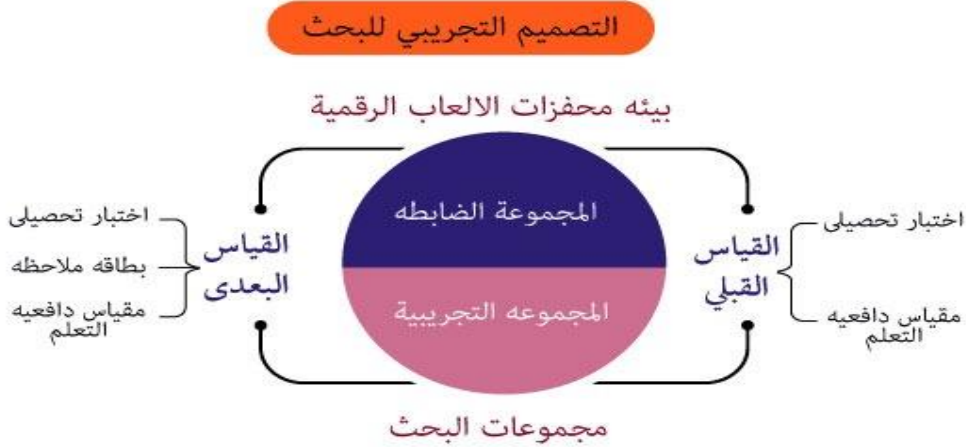 التصميم التجريبي للبحث
بيئه محفزات الالعاب الرقمية
القياس
القبلي
اختبار تحصيلى
مقياس دافعيه
التعلم
المجموعة الضابطه
المجموعه التجريبية
القياس
البعدى
اختبار تحصيلى
بطاقه ملاحظه
مقياس دافعيه
التعلم
مجموعات البحث